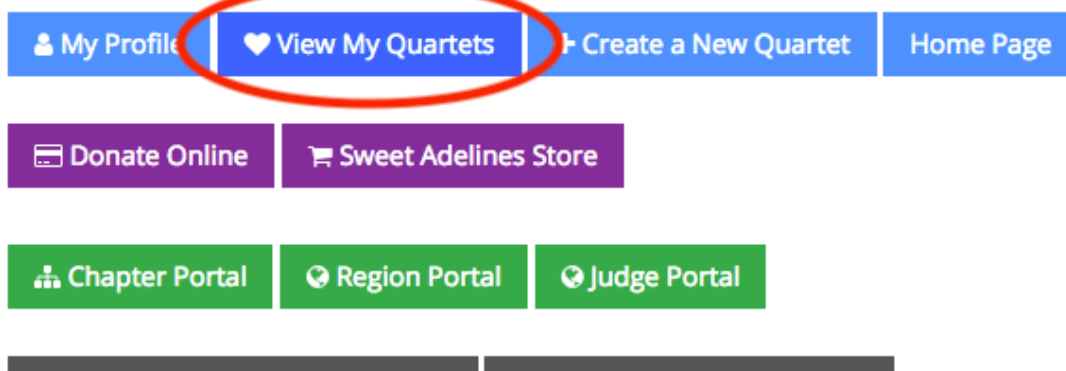 My Profile View My Quartets + Create a New Quartet Home Page
Donate Online Sweet Adelines Store
Chapter Portal Region Portal Judge Portal